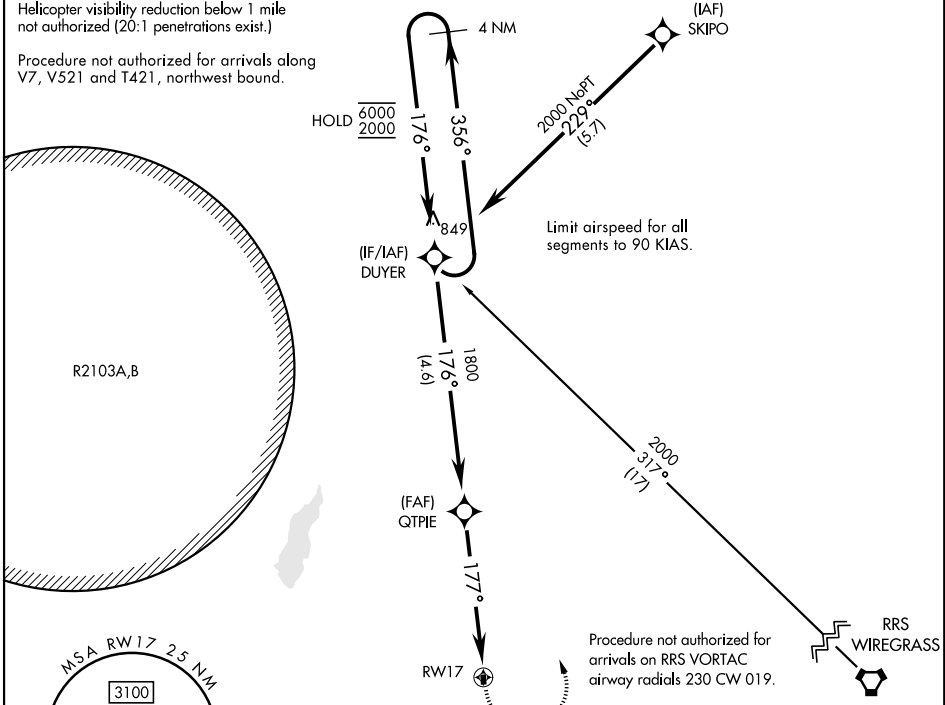 Helicopter visibility reduction below 1 mile
not authorized (20:1 penetrations exist.)
Procedure not authorized for arrivals along
V7, V521 and T421, northwest bound.
4 NM
(IAF)
SKIPO
HOLD 6000
2000
176°
356°
2000 NoPT
229°
(5.7)
849
Limit airspeed for all
segments to 90 KIAS.
(IF/IAF)
DUYER
R2103A,B
1800
176°
(4.6)
2000
317°
(17)
(FAF)
QTPIE
177°
RRS
WIREGRASS
Procedure not authorized for
arrivals on RRS VORTAC
airway radials 230 CW 019.
RW17
MSA RW17 25 NM
3100